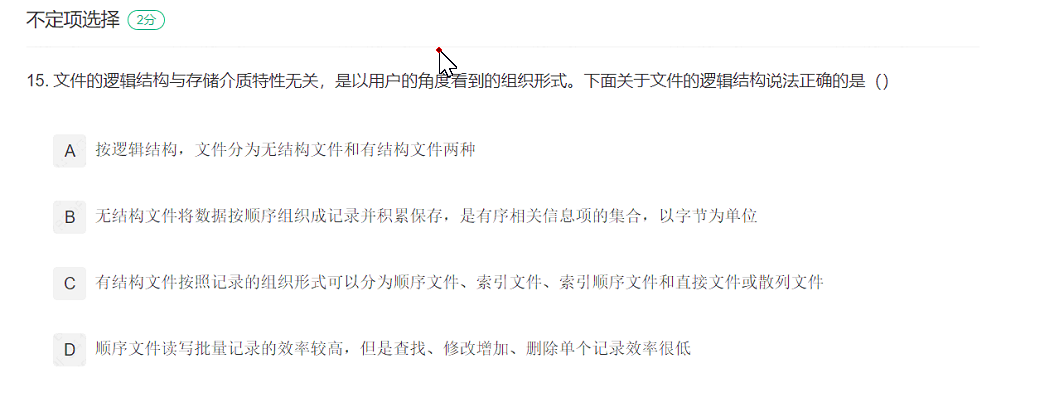 不定项选择 2分
15. 文件的逻辑结构与存储介质特性无关，是以用户的角度看到的组织形式。下面关于文件的逻辑结构说法正确的是（）
A 按逻辑结构，文件分为无结构文件和有结构文件两种
B 无结构文件将数据按顺序组织成记录并积累保存，是有序相关信息项的集合，以字节为单位
C 有结构文件按照记录的组织形式可以分为顺序文件、索引文件、索引顺序文件和直接文件或散列文件
D 顺序文件读写批量记录的效率较高，但是查找、修改增加、删除单个记录效率很低